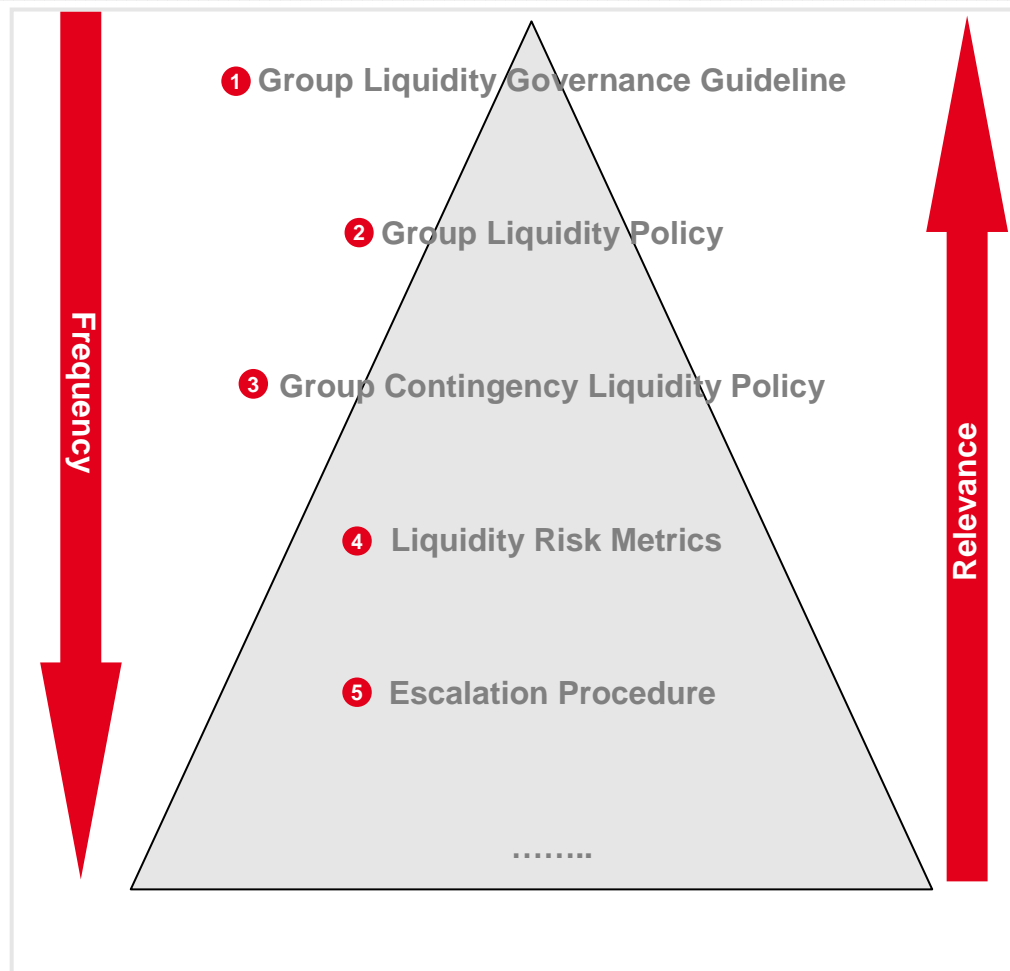 1 Group Liquidity Governance Guideline
2 Group Liquidity Policy
Frequency
3 Group Contingency Liquidity Policy
Relevance
4 Liquidity Risk Metrics
5 Escalation Procedure
……..